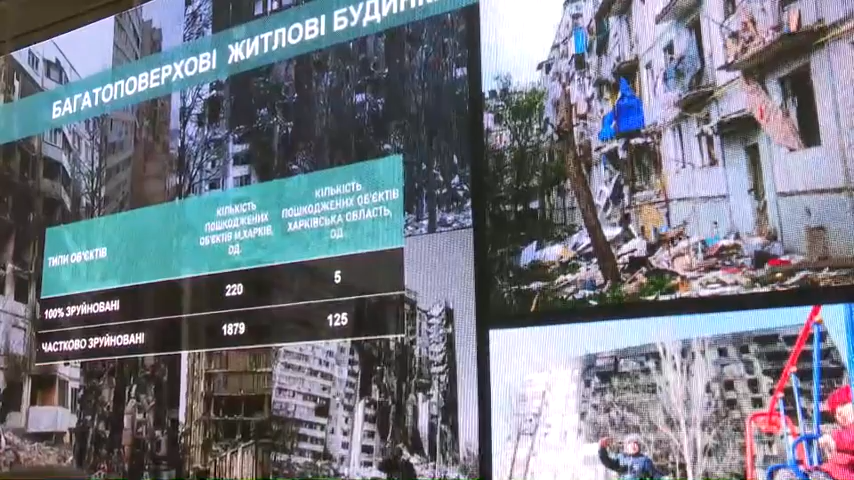 БАГАТОПОВЕРХОВІ ЖИТЛОВІ
ТИПИ ОБ'ЄКТІВ
КІЛЬКІСТЬ
ПОШКОДЖЕНИХ
ОБ'ЄКТІВ М.ХАРКІВ,
ОД.
КІЛЬКІСТЬ
ПОШКОДЖЕНИХ ОБ'ЄКТІВ
ХАРКІВСЬКА ОБЛАСТЬ,
ОД
100% ЗРУЙНОВАНІ 220 5
ЧАСТКОВО ЗРУЙНОВАНІ 1879 125